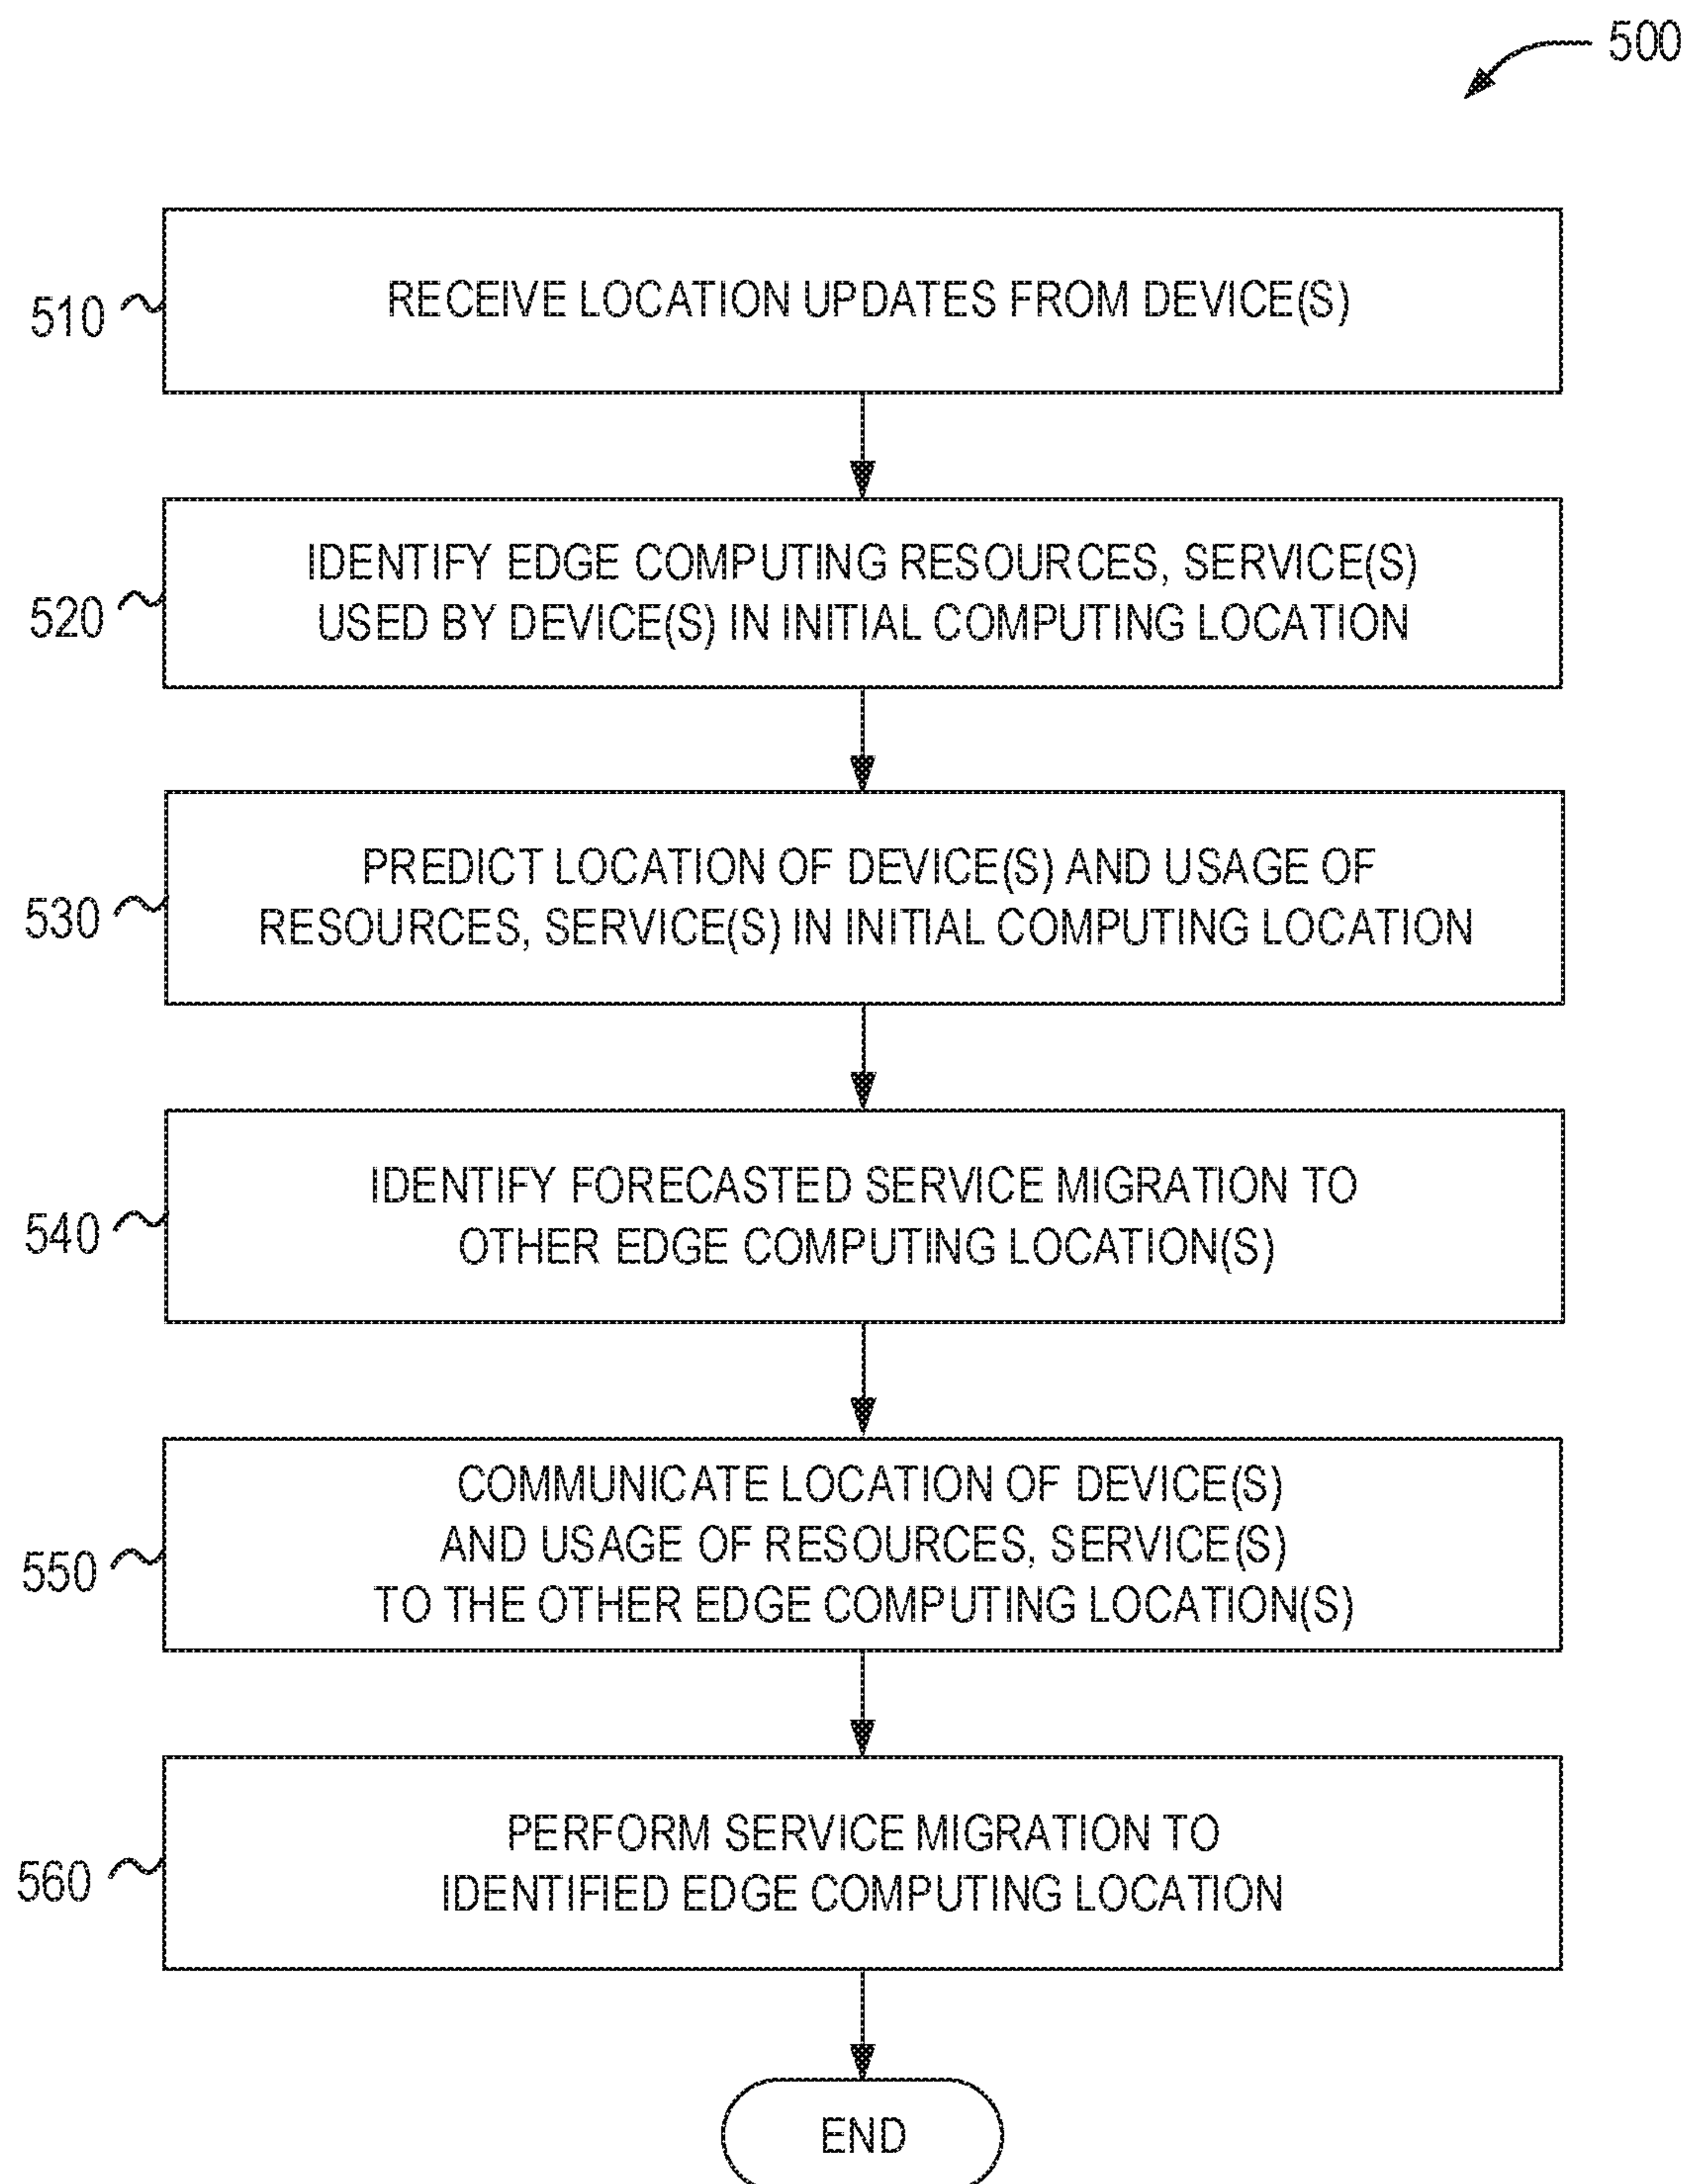 500
510
RECEIVE LOCATION UPDATES FROM DEVICE(S)
520
IDENTIFY EDGE COMPUTING RESOURCES, SERVICE(S)
USED BY DEVICE(S) IN INITIAL COMPUTING LOCATION
530
PREDICT LOCATION OF DEVICE(S) AND USAGE OF
RESOURCES, SERVICE(S) IN INITIAL COMPUTING LOCATION
540
IDENTIFY FORECASTED SERVICE MIGRATION TO
OTHER EDGE COMPUTING LOCATION(S)
550
COMMUNICATE LOCATION OF DEVICE(S)
AND USAGE OF RESOURCES, SERVICE(S)
TO THE OTHER EDGE COMPUTING LOCATION(S)
560
PERFORM SERVICE MIGRATION TO
IDENTIFIED EDGE COMPUTING LOCATION
END